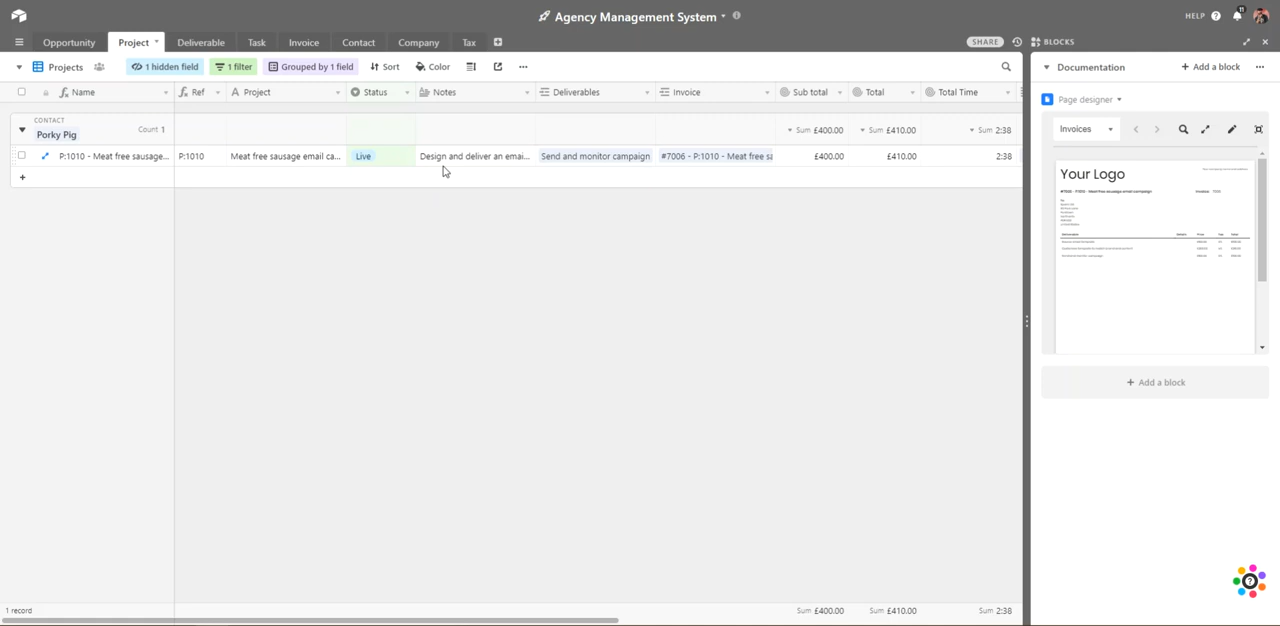 Agency Management System
HELP
11
Opportunity Project Deliverable Task Invoice Contact Company Tax
SHARE BLOCKS
Projects 1 hidden field 1 filter Grouped by 1 field Sort Color
Documentation Add a block
Name Ref Project Status Notes Deliverables Invoice Sub total Total Total Time
Page designer
CONTACT
Porky Pig Count 1 Sum £400.00 Sum £410.00 Sum 2:38
Invoices
P:1010 - Meat free sausage... P:1010 Meat free sausage email ca... Live Design and deliver an emai... Send and monitor campaign #7006 - P:1010 - Meat free sa £400.00 £410.00 2:38
Your Logo
Add a block
1 record Sum £400.00 Sum £410.00 Sum 2:38